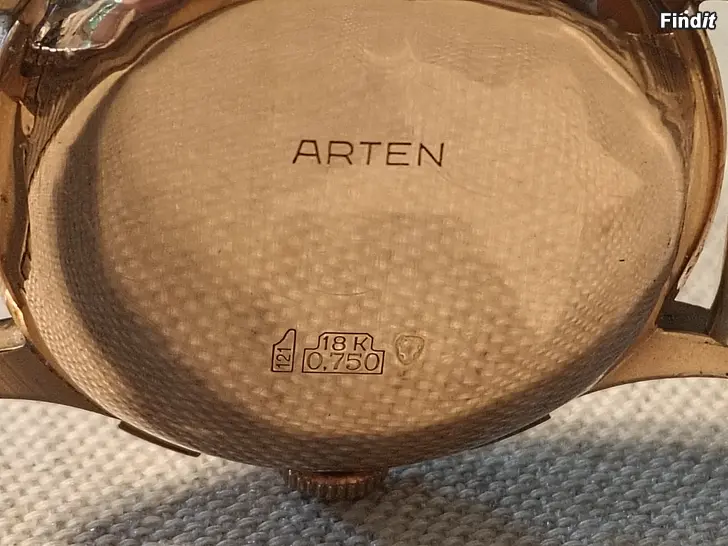 Findit
ARTEN
121
18 K
0,750